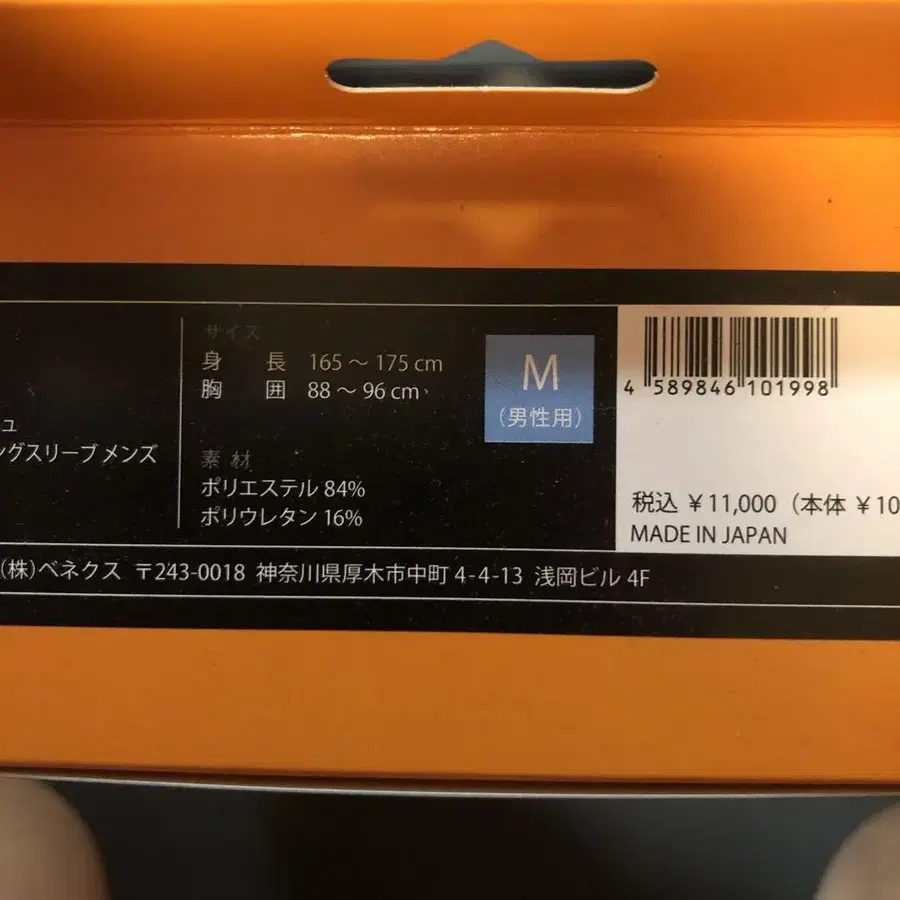 サイズ
身 長 165～175 cm
胸 囲 88～96 cm
M
（男性用）
ュ
ングスリーブ メンズ
素 材
ポリエステル 84%
ポリウレタン 16%
4 589846 101998
税込 ￥11,000（本体 ￥10
MADE IN JAPAN
(株)ベネクス 〒243-0018 神奈川県厚木市中町 4-4-13 浅岡ビル 4F